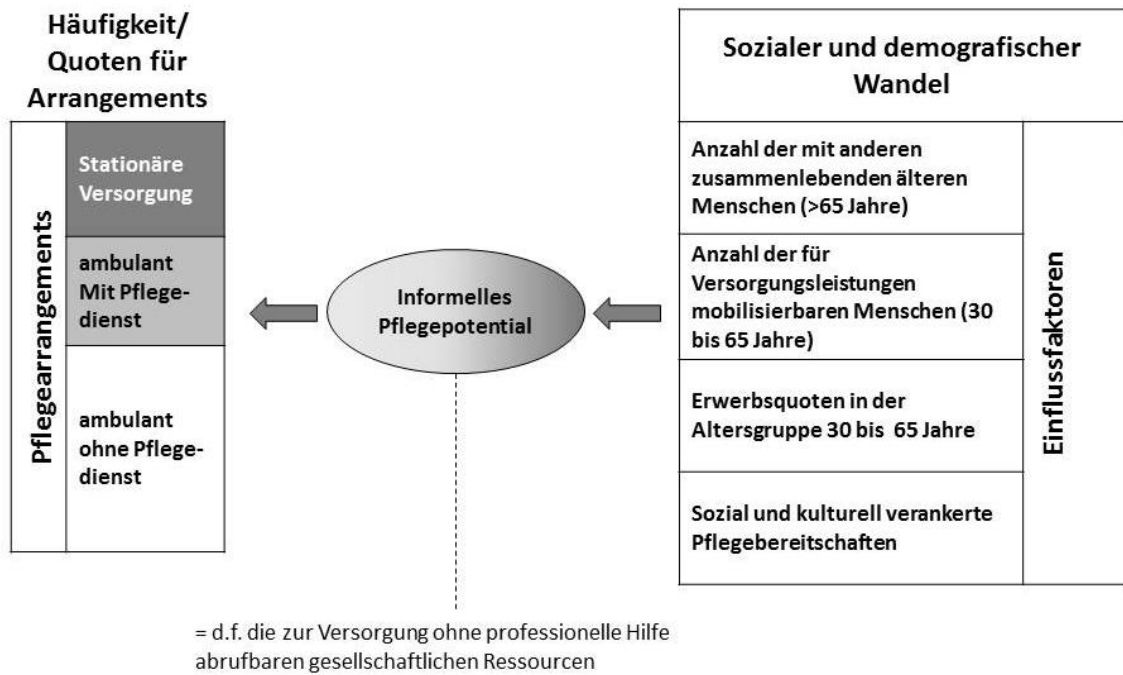 Häufigkeit/
Quoten für
Arrangements
Pflegearrangements
Stationäre
Versorgung
ambulant
Mit Pflege-
dienst
ambulant
ohne Pflege-
dienst
Informelles
Pflegepotential
= d.f. die zur Versorgung ohne professionelle Hilfe
abrufbaren gesellschaftlichen Ressourcen
Sozialer und demografischer
Wandel
Anzahl der mit anderen
zusammenlebenden älteren
Menschen (>65 Jahre)
Anzahl der für
Versorgungsleistungen
mobilisierbaren Menschen (30
bis 65 Jahre)
Erwerbsquoten in der
Altersgruppe 30 bis 65 Jahre
Sozial und kulturell verankerte
Pflegebereitschaften
Einflussfaktoren